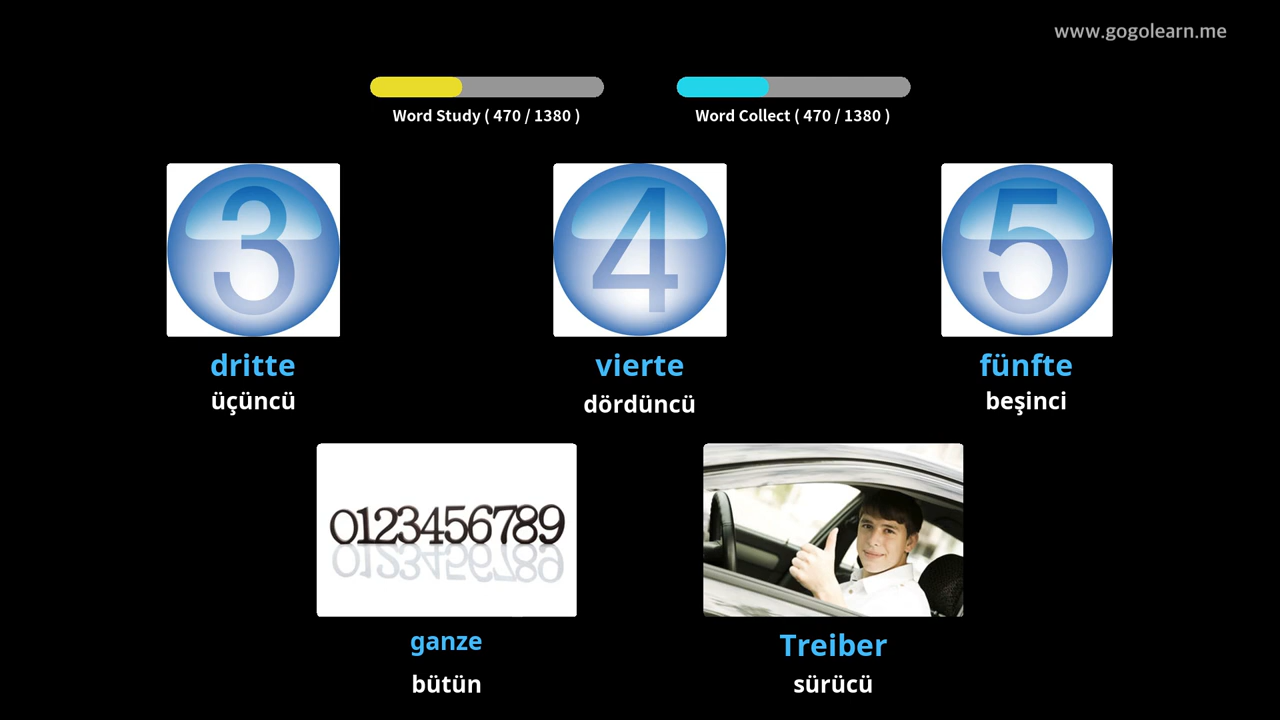 www.gogolearn.me
Word Study ( 470 / 1380 )
Word Collect ( 470 / 1380 )
3
4
5
dritte
vierte
fünfte
üçüncü
dördüncü
beşinci
0123456789
ganze
Treiber
bütün
sürücü